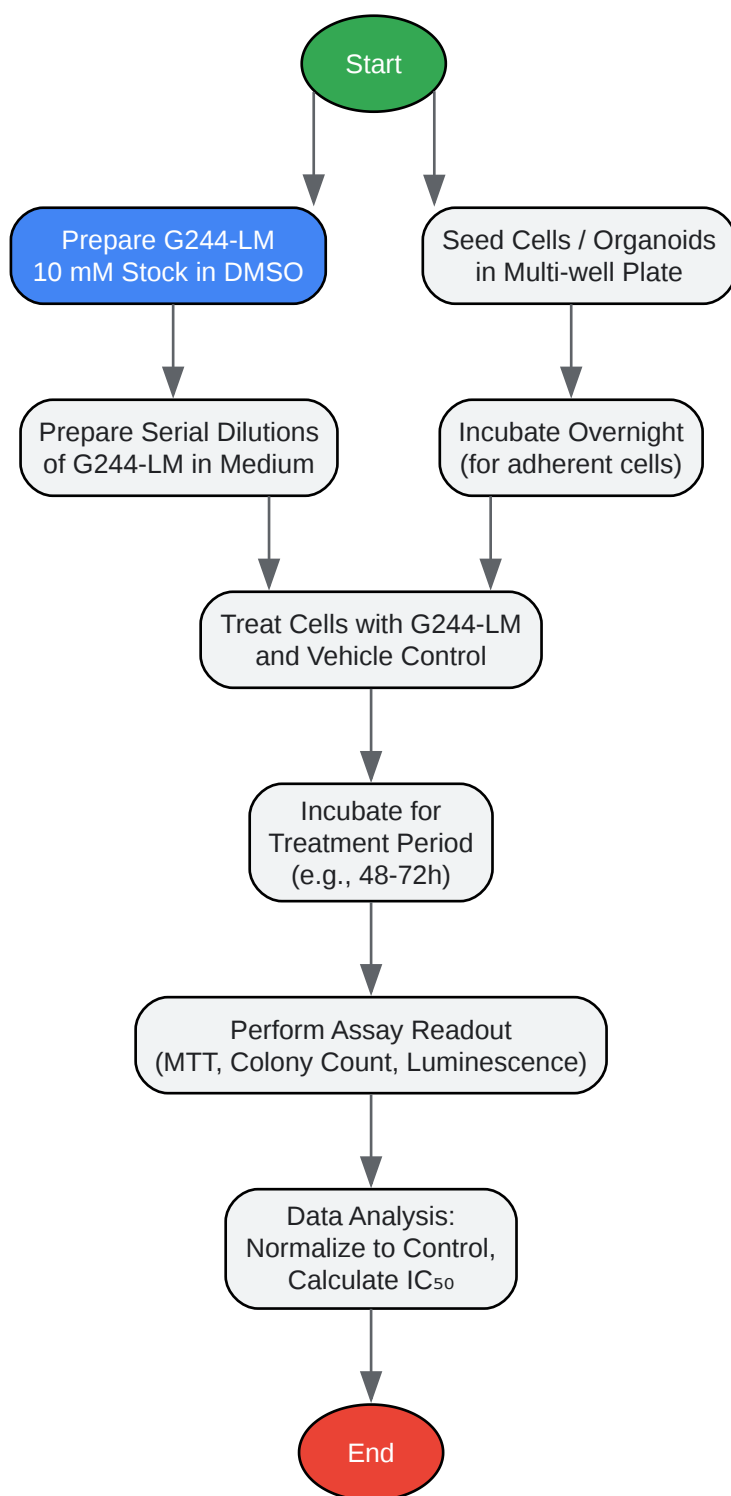 Start
Prepare G244-LM
10 mM Stock in DMSO
Seed Cells / Organoids
in Multi-well Plate
Prepare Serial Dilutions
of G244-LM in Medium
Incubate Overnight
(for adherent cells)
Treat Cells with G244-LM
and Vehicle Control
Incubate for
Treatment Period
(e.g., 48-72h)
Perform Assay Readout
(MTT, Colony Count, Luminescence)
Data Analysis:
Normalize to Control,
Calculate IC₅₀
End